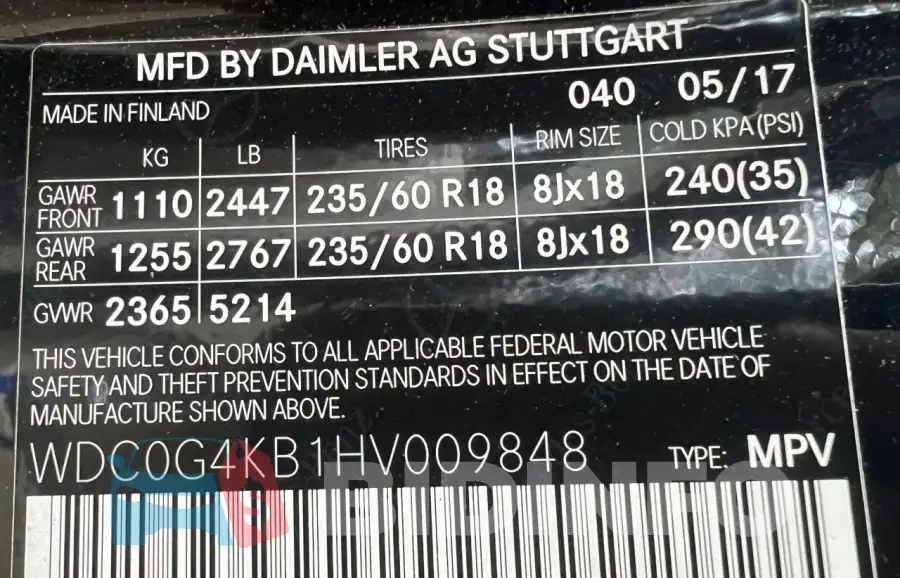 MFD BY DAIMLER AG STUTTGART
MADE IN FINLAND 040 05/17
KG LB TIRES RIM SIZE COLD KPA(PSI)
GAWR FRONT 1110 2447 235/60 R18 8Jx18 240(35)
GAWR REAR 1255 2767 235/60 R18 8Jx18 290(42)
GVWR 2365 5214
THIS VEHICLE CONFORMS TO ALL APPLICABLE FEDERAL MOTOR VEHICLE
SAFETY AND THEFT PREVENTION STANDARDS IN EFFECT ON THE DATE OF
MANUFACTURE SHOWN ABOVE.
WDC0G4KB1HV009848 TYPE: MPV
BIDINFO